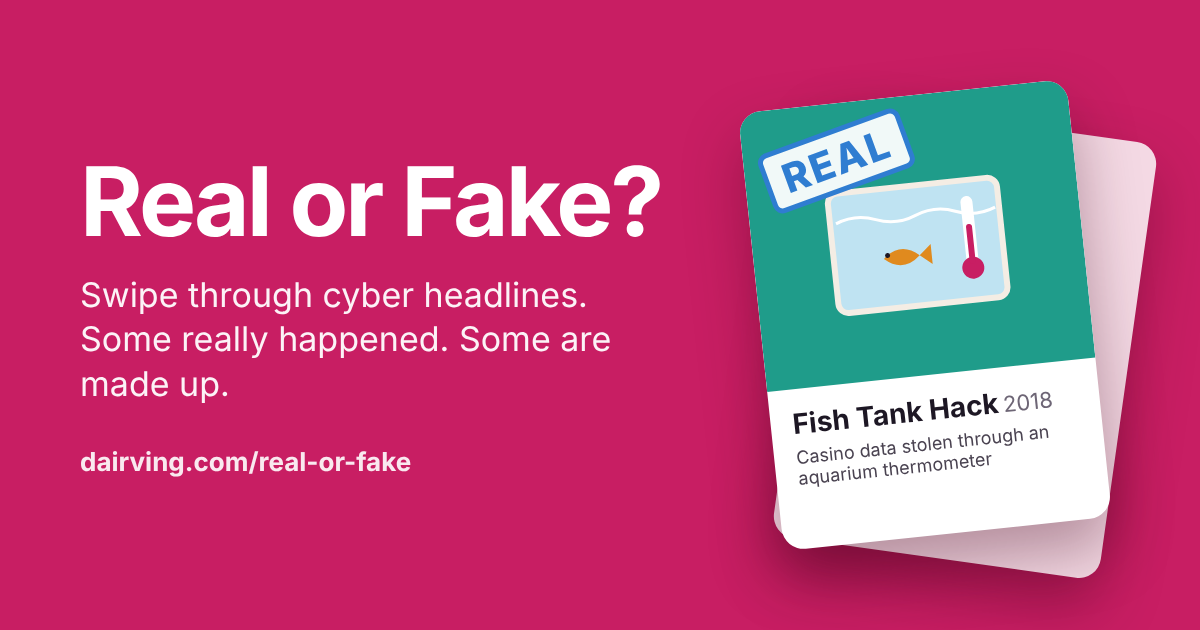 Real or Fake?
Swipe through cyber headlines.
Some really happened. Some are
made up.
dairving.com/real-or-fake
REAL
Fish Tank Hack 2018
Casino data stolen through an
aquarium thermometer